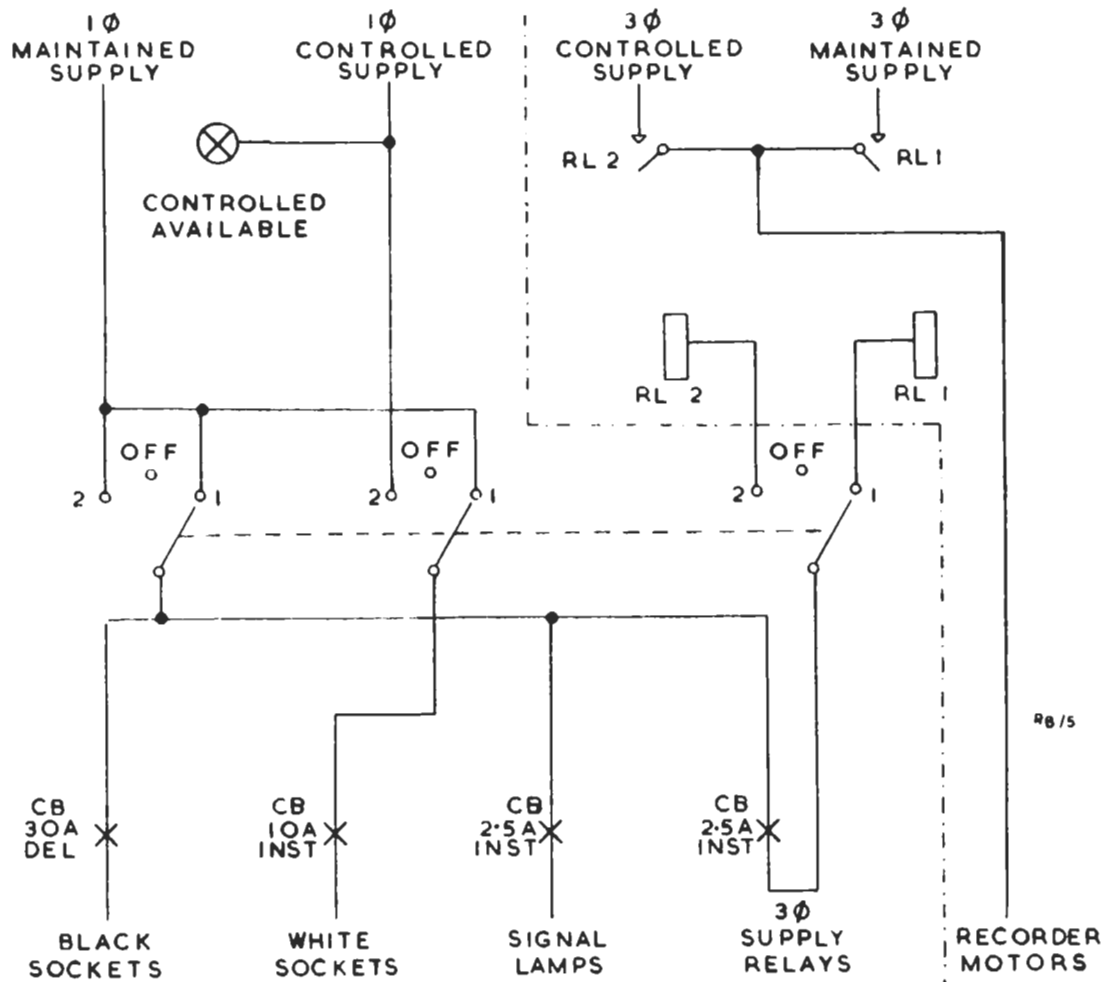 1Ø
MAINTAINED
SUPPLY
1Ø
CONTROLLED
SUPPLY
3Ø
CONTROLLED
SUPPLY
3Ø
MAINTAINED
SUPPLY
RL 2
RL 1
CONTROLLED
AVAILABLE
RL 2
RL 1
OFF
OFF
OFF
2
1
2
1
2
1
RB/5
CB
30A
DEL
CB
10A
INST
CB
2·5A
INST
CB
2·5A
INST
BLACK
SOCKETS
WHITE
SOCKETS
SIGNAL
LAMPS
3Ø
SUPPLY
RELAYS
RECORDER
MOTORS